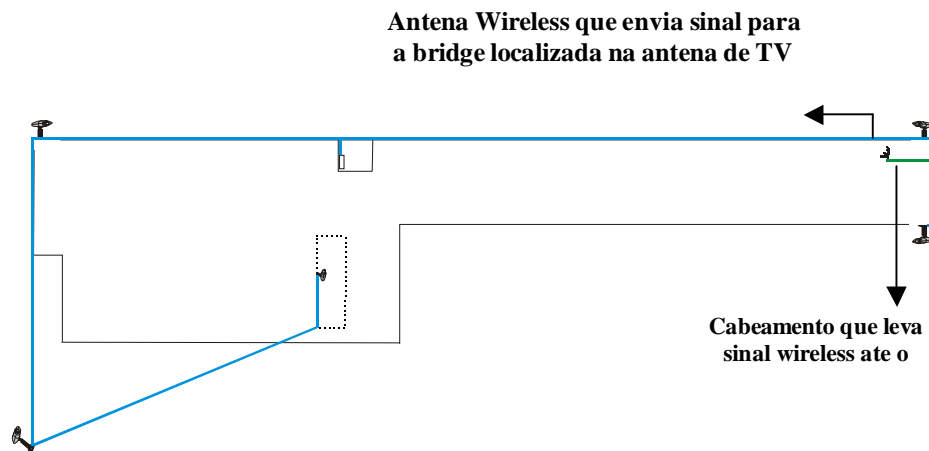 Antena Wireless que envia sinal para
a bridge localizada na antena de TV
Cabeamento que leva
sinal wireless ate o